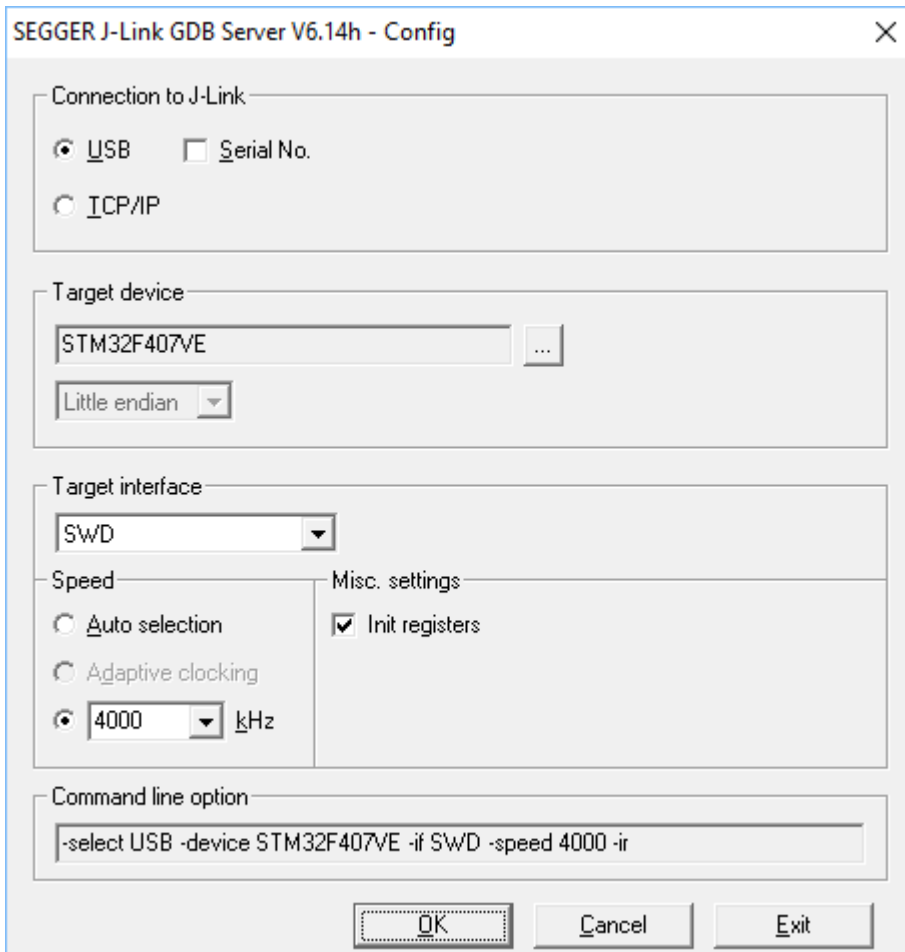 SEGGER J-Link GDB Server V6.14h - Config
Connection to J-Link
USB Serial No.
TCP/IP
Target device
STM32F407VE ...
Little endian
Target interface
SWD
Speed Misc. settings
Auto selection Init registers
Adaptive clocking
4000 kHz
Command line option
-select USB -device STM32F407VE -if SWD -speed 4000 -ir
OK Cancel Exit